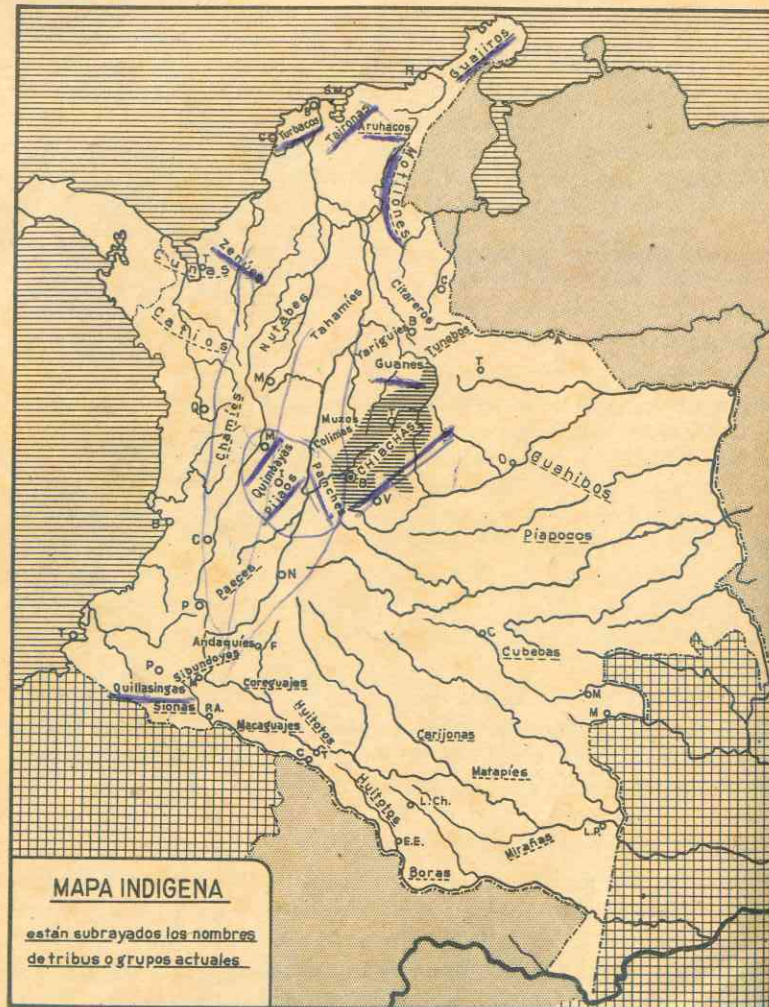 Guajiros
R
S.M.
B
C
Turbacos
Taironas
Aruhacos
Motilones
Zenúes
T
Cunas
Catíos
Nutabes
Tahamíes
Citareros
C
B
Yariguíes
Tunebos
A
Guanes
T
M
Q
Chamíes
Muzos
Colimas
T
CHIBCHAS
B
M
Quimbayas
Pijaos
Panches
V
O
Guahibos
B
Piapocos
C
Paeces
N
P
T
Andaquíes
F
C
Cubebas
P
Sibundoyes
M
Quillasingas
Sionas
P.A.
Coreguajes
M
M
Macaguajes
Huitotos
Carijonas
C
Matapíes
Huitotos
L.Ch.
L.P.
E.E.
Mirañas
Boras
MAPA INDIGENA
están subrayados los nombres
de tribus o grupos actuales